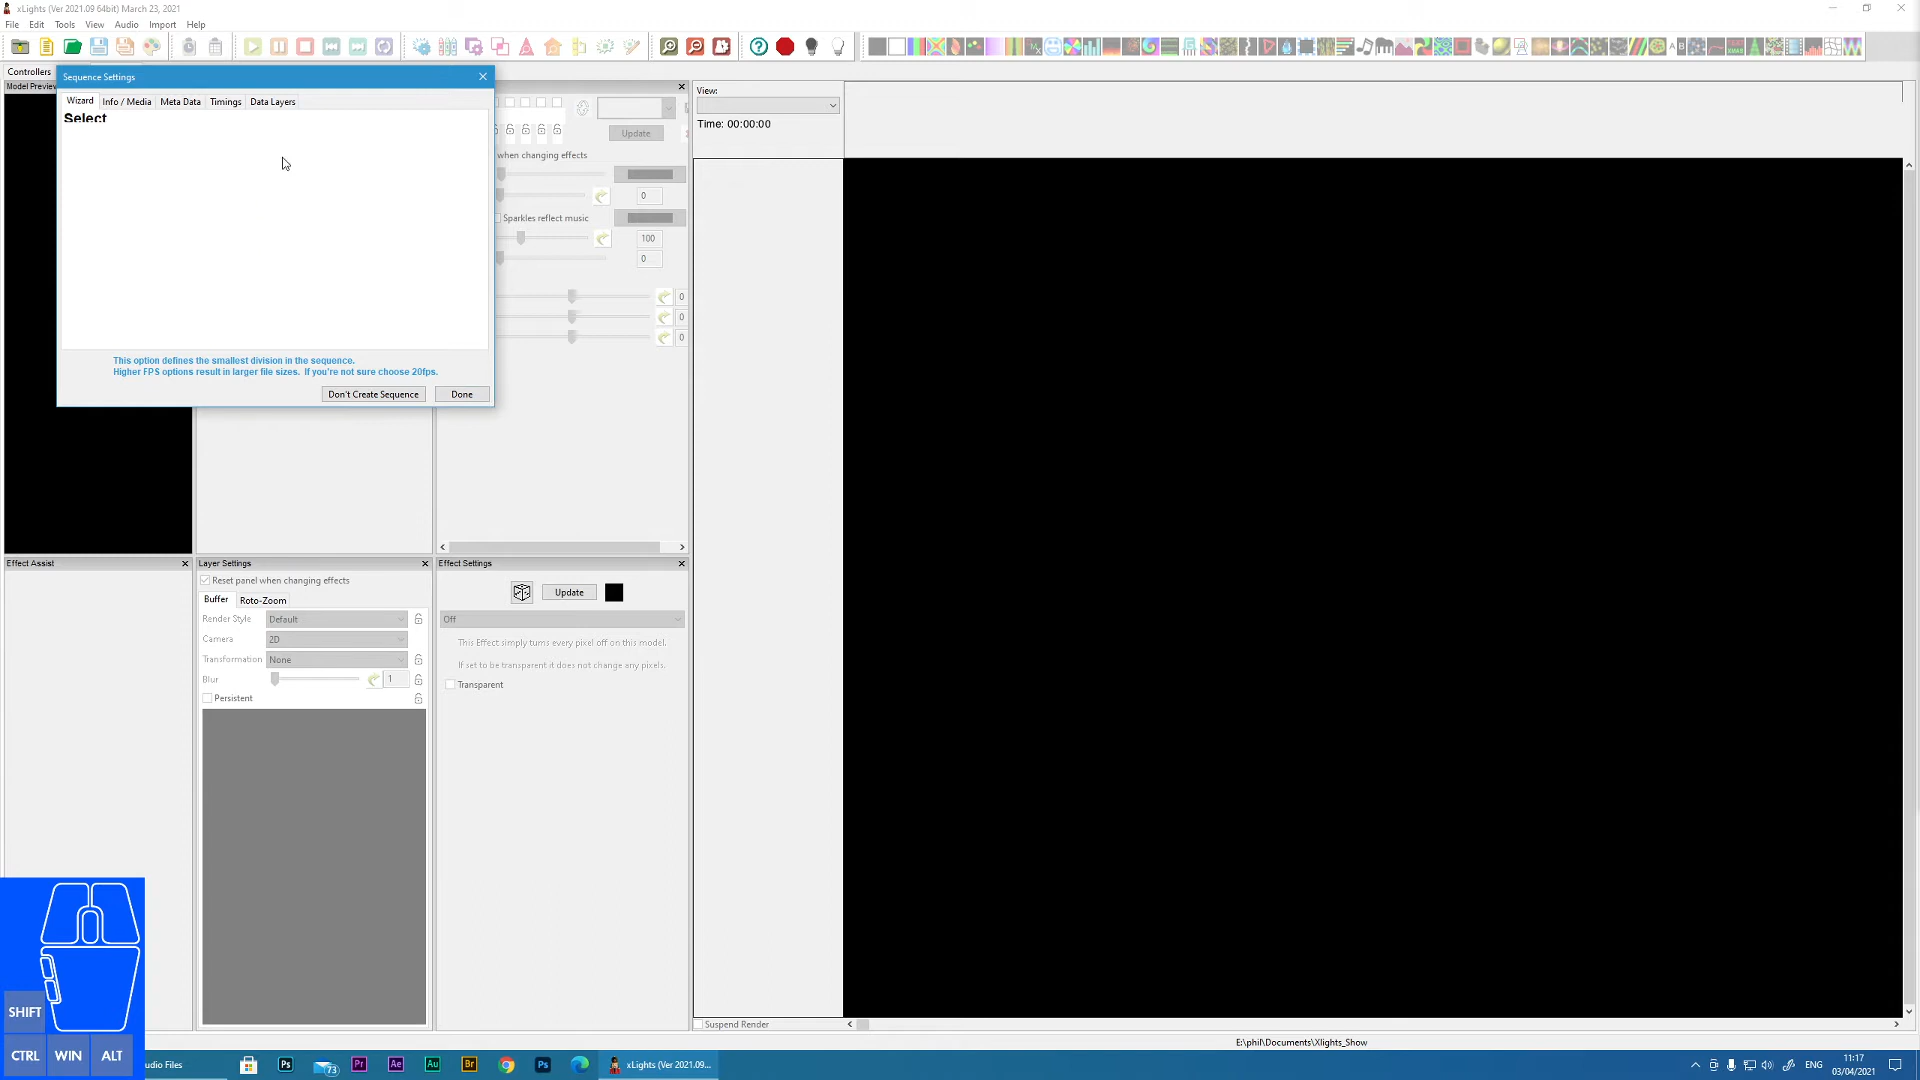 xLights (Ver 2021.09 64bit) March 23, 2021
File Edit Tools View Audio Import Help
Controllers
Model Preview
Sequence Settings
Wizard Info / Media Meta Data Timings Data Layers
Select
This option defines the smallest division in the sequence.
Higher FPS options result in larger file sizes. If you're not sure choose 20fps.
Don't Create Sequence Done
Update
when changing effects
0
Sparkles reflect music
100
0
0
0
0
View:
Time: 00:00:00
Effect Assist
Layer Settings
Reset panel when changing effects
Buffer Roto-Zoom
Render Style Default
Camera 2D
Transformation None
Blur 1
Persistent
Effect Settings
Update
Off
This Effect simply turns every pixel off on this model.
If set to be transparent it does not change any pixels.
Transparent
Suspend Render
E:\phil\Documents\Xlights_Show
SHIFT
CTRL WIN ALT
udio Files
Ps
73
Pr
Ae
Au
Br
Ps
xLights (Ver 2021.09...
ENG
11:17
03/04/2021